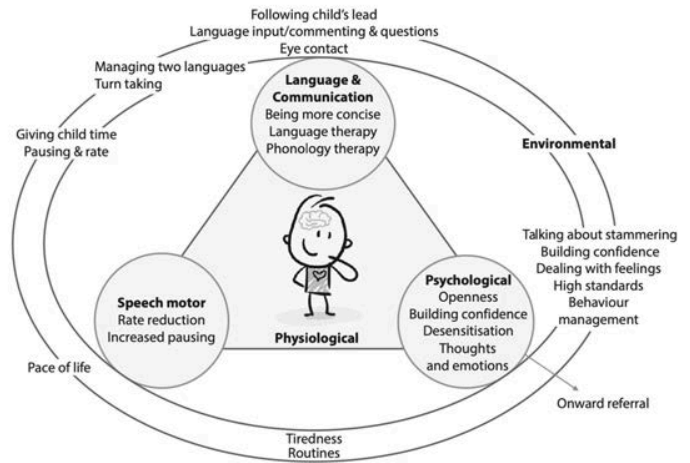 Following child's lead
Language input/commenting & questions
Eye contact
Managing two languages
Turn taking
Language &
Communication
Being more concise
Language therapy
Phonology therapy
Giving child time
Pausing & rate
Environmental
Talking about stammering
Building confidence
Dealing with feelings
High standards
Behaviour
management
Speech motor
Rate reduction
Increased pausing
Psychological
Openness
Building confidence
Desensitisation
Thoughts
and emotions
Physiological
Pace of life
Onward referral
Tiredness
Routines